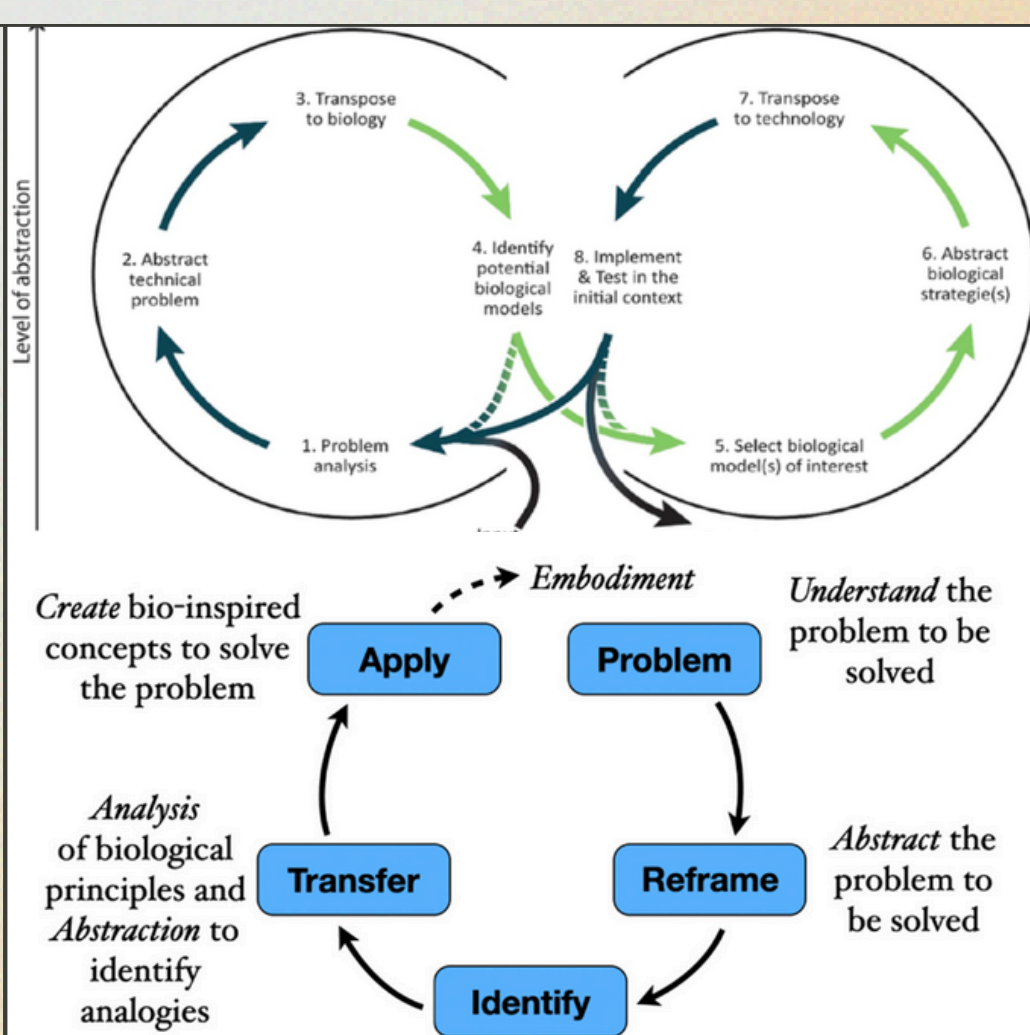 Level of abstraction
3. Transpose
to biology
7. Transpose
to technology
2. Abstract
technical
problem
4. Identify
potential
biological
models
8. Implement
& Test in the
initial context
6. Abstract
biological
strategie(s)
1. Problem
analysis
5. Select biological
model(s) of interest
Embodiment
Create bio-inspired
concepts to solve
the problem
Apply
Problem
Understand the
problem to be
solved
Analysis
of biological
principles and
Abstraction to
identify
analogies
Transfer
Reframe
Abstract the
problem to
be solved
Identify